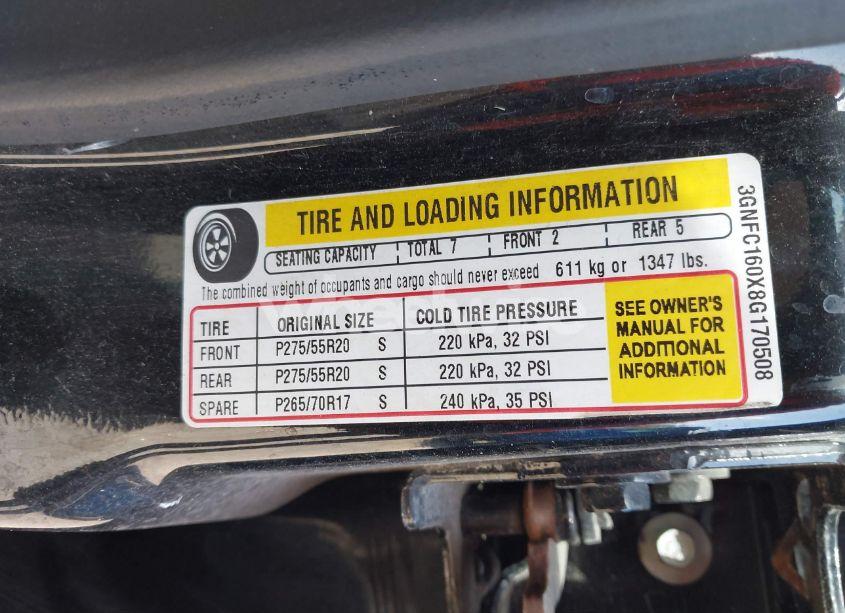 TIRE AND LOADING INFORMATION
SEATING CAPACITY TOTAL 7 FRONT 2 REAR 5
The combined weight of occupants and cargo should never exceed 611 kg or 1347 lbs.
TIRE ORIGINAL SIZE COLD TIRE PRESSURE
FRONT P275/55R20 S 220 kPa, 32 PSI
REAR P275/55R20 S 220 kPa, 32 PSI
SPARE P265/70R17 S 240 kPa, 35 PSI
SEE OWNER'S
MANUAL FOR
ADDITIONAL
INFORMATION
3GNFC160X8G170508